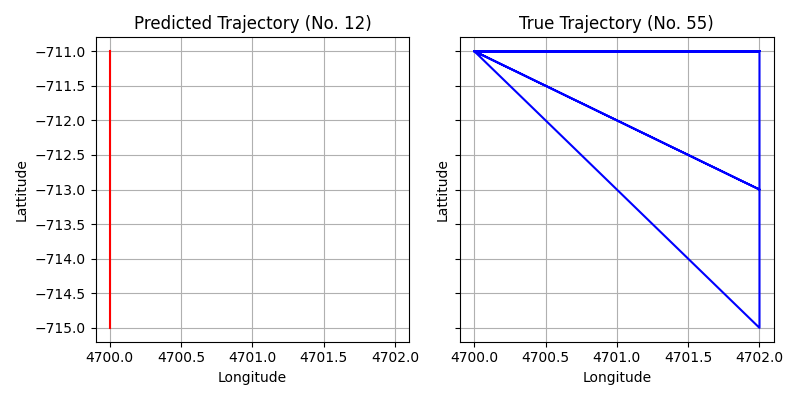 Predicted Trajectory (No. 12)
True Trajectory (No. 55)
Lattitude
−711.0
−711.5
−712.0
−712.5
−713.0
−713.5
−714.0
−714.5
−715.0
4700.0 4700.5 4701.0 4701.5 4702.0
Longitude
Lattitude
4700.0 4700.5 4701.0 4701.5 4702.0
Longitude